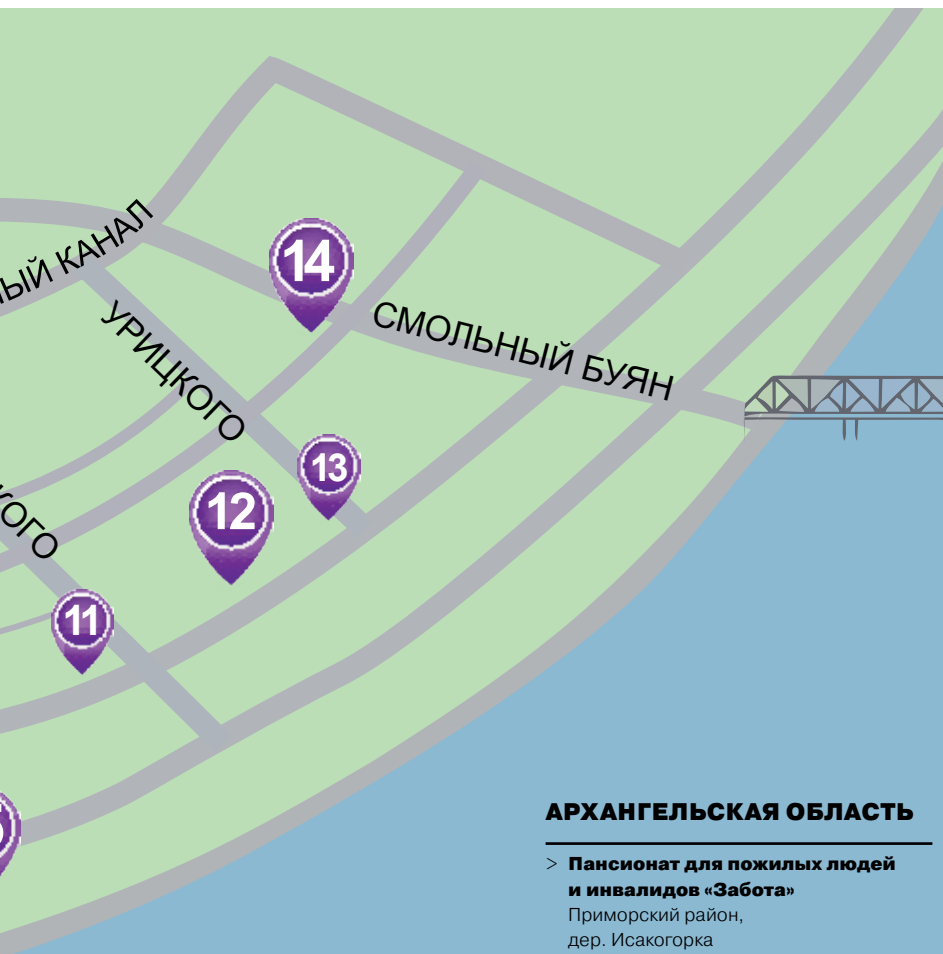 НЫЙ КАНАЛ
14
СМОЛЬНЫЙ БУЯН
УРИЦКОГО
13
12
КОГО
11
АРХАНГЕЛЬСКАЯ ОБЛАСТЬ
> Пансионат для пожилых людей
и инвалидов «Забота»
Приморский район,
дер. Исакогорка